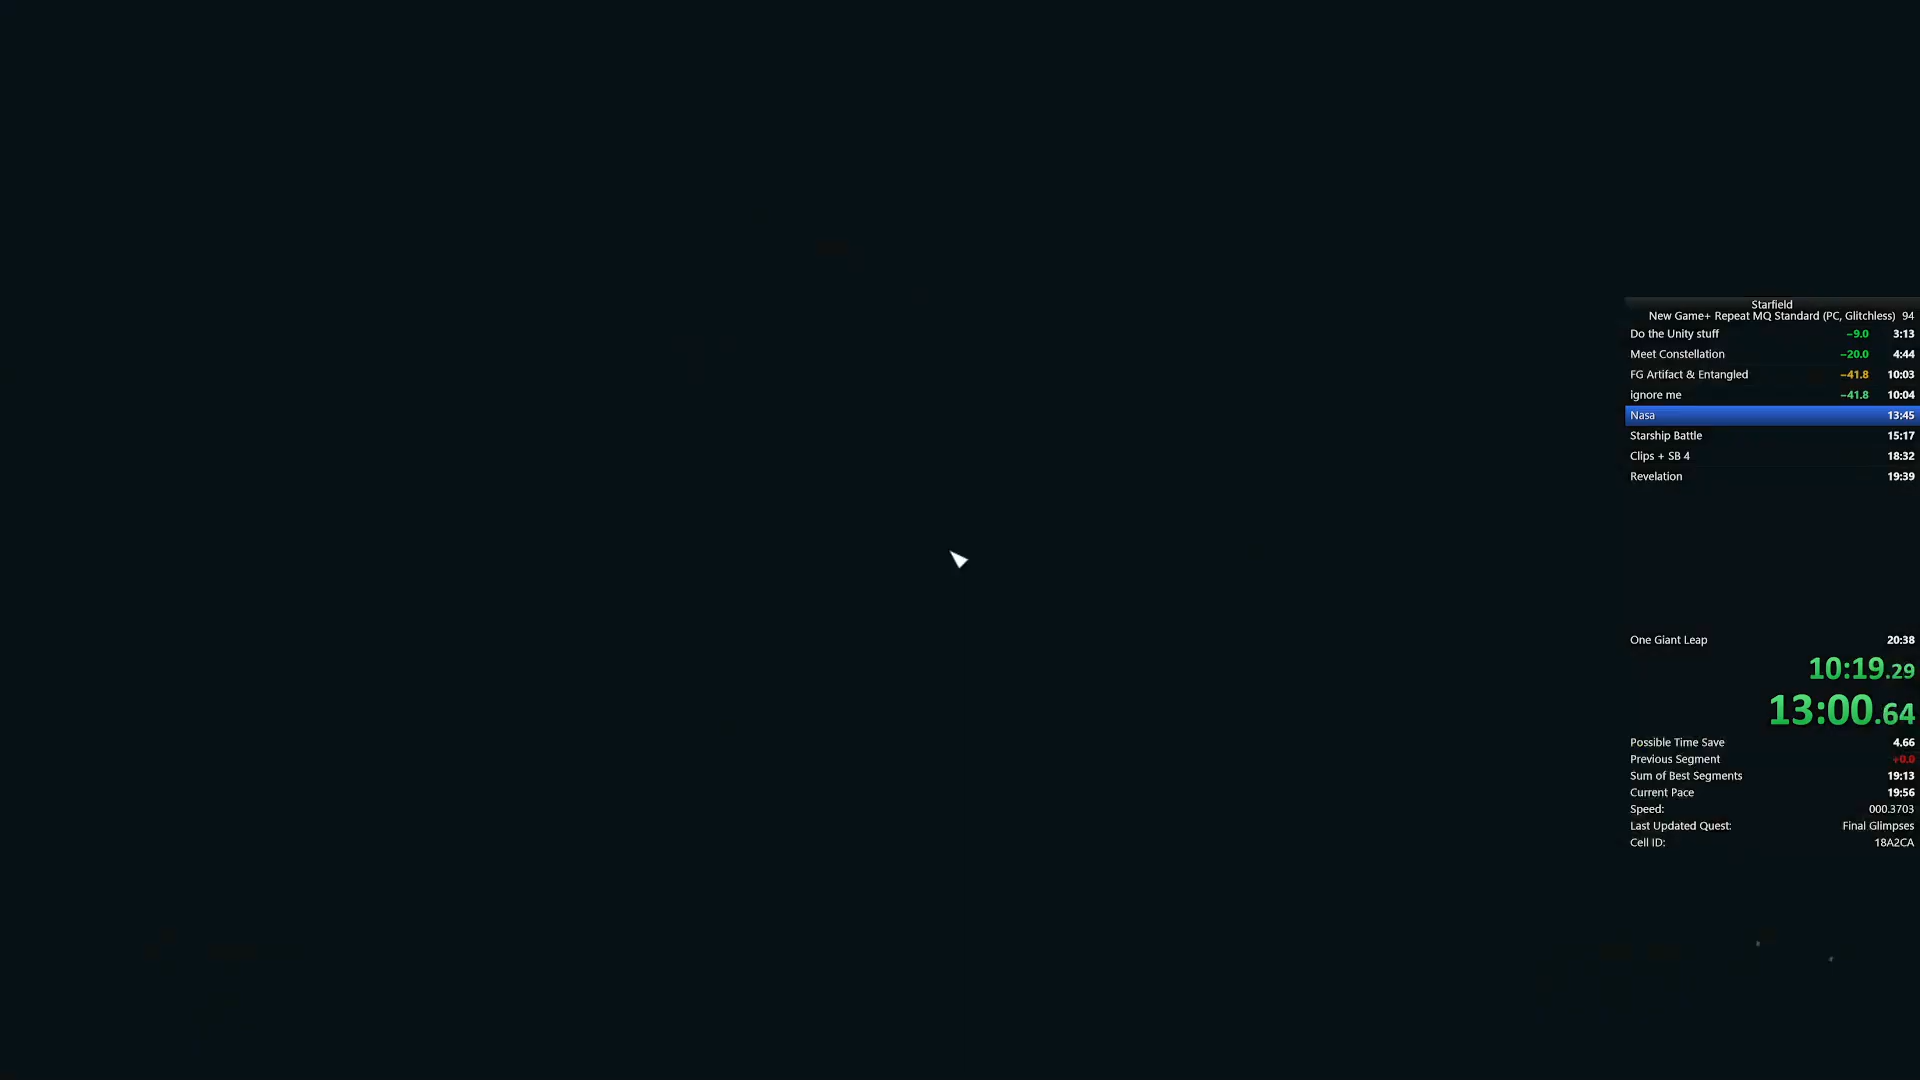 Starfield
New Game+ Repeat MQ Standard (PC, Glitchless) 94
Do the Unity stuff −9.0 3:13
Meet Constellation −20.0 4:44
FG Artifact & Entangled −41.8 10:03
ignore me −41.8 10:04
Nasa 13:45
Starship Battle 15:17
Clips + SB 4 18:32
Revelation 19:39
One Giant Leap 20:38
10:19.29
13:00.64
Possible Time Save 4.66
Previous Segment +0.0
Sum of Best Segments 19:13
Current Pace 19:56
Speed: 000.3703
Last Updated Quest: Final Glimpses
Cell ID: 18A2CA